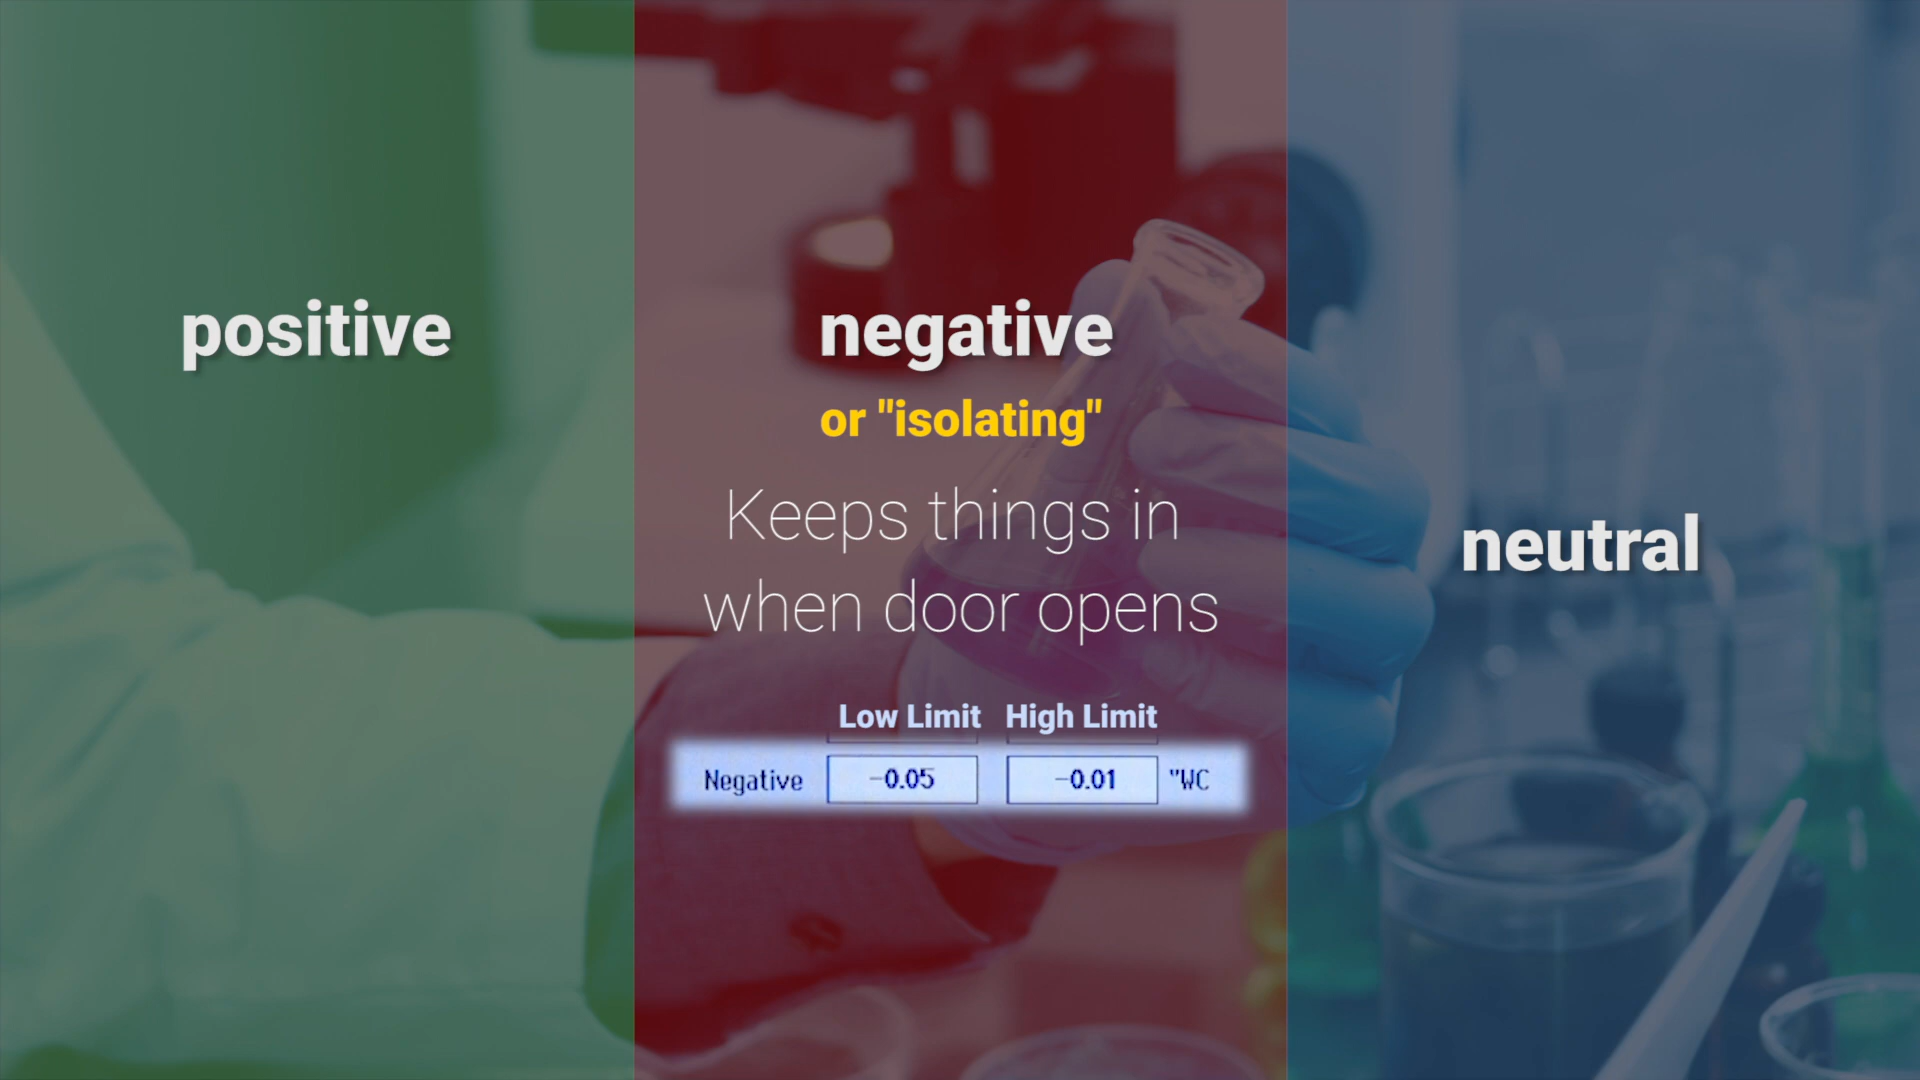 positive
negative
or "isolating"
Keeps things in
when door opens
neutral
Low Limit High Limit
Negative -0.05 -0.01 "WC